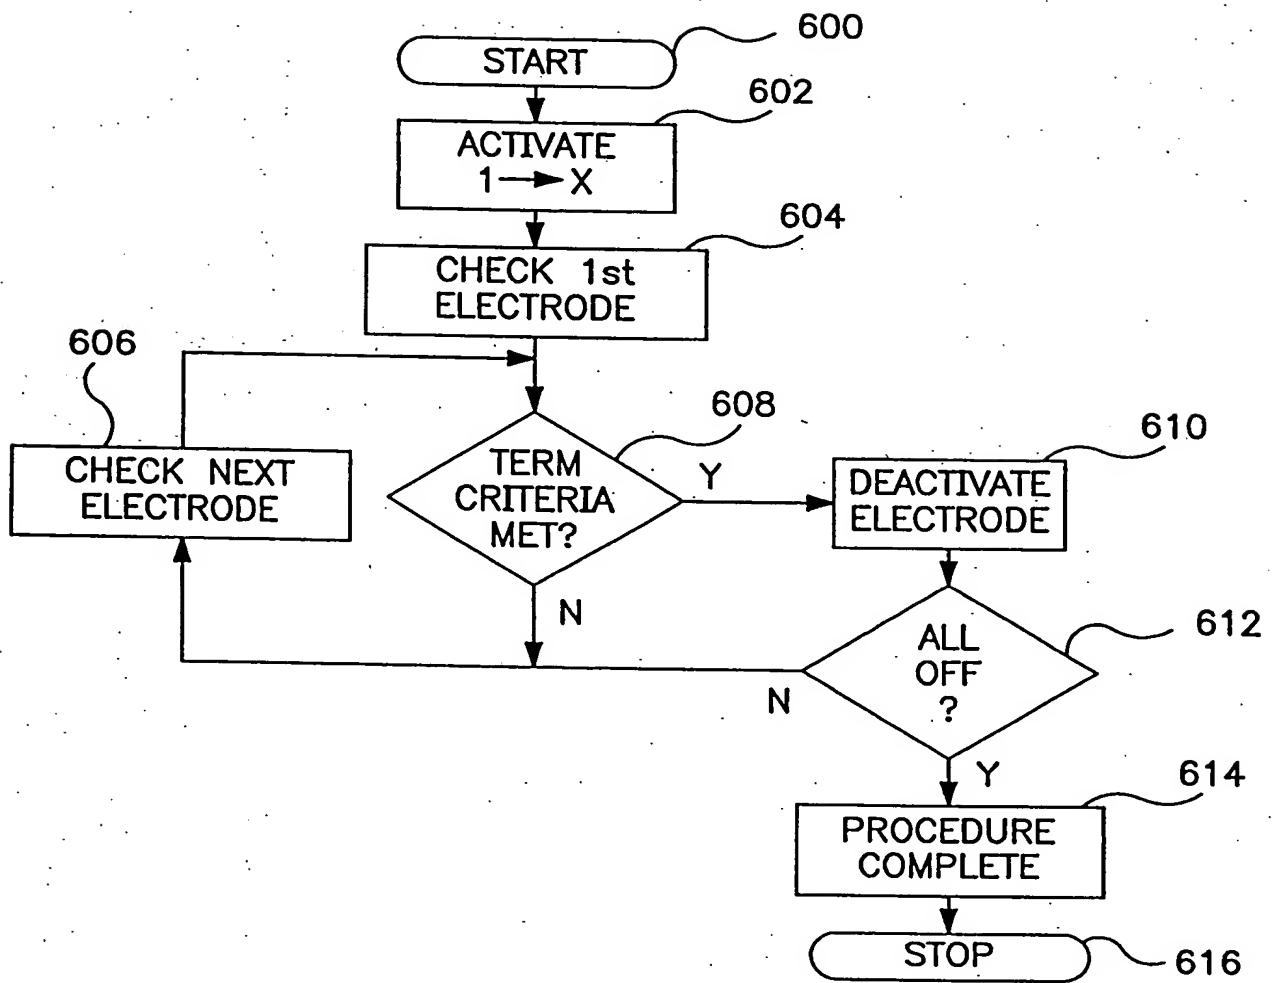 600
START
602
ACTIVATE
1 → X
604
CHECK 1st
ELECTRODE
606
CHECK NEXT
ELECTRODE
608
TERM
CRITERIA
MET?
Y
N
610
DEACTIVATE
ELECTRODE
612
ALL
OFF
?
N
Y
614
PROCEDURE
COMPLETE
STOP
616